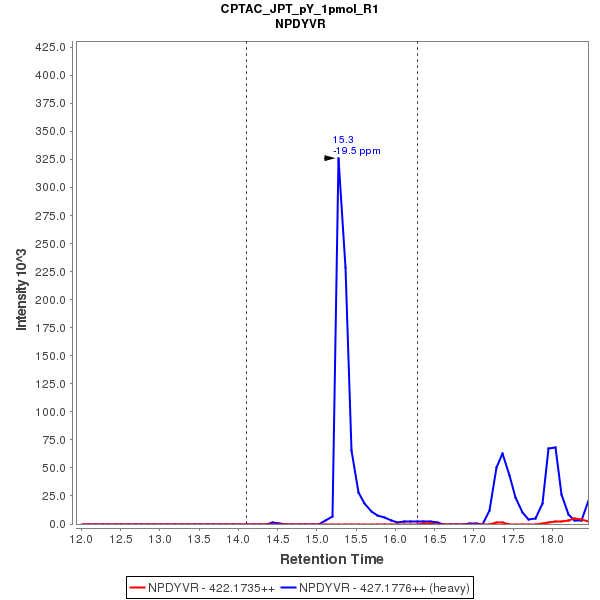 CPTAC_JPT_pY_1pmol_R1
NPDYVR
425.0
400.0
375.0
350.0
325.0
300.0
275.0
250.0
225.0
200.0
175.0
150.0
125.0
100.0
75.0
50.0
25.0
0.0
Intensity 10^3
15.3
-19.5 ppm
12.0 12.5 13.0 13.5 14.0 14.5 15.0 15.5 16.0 16.5 17.0 17.5 18.0
Retention Time
NPDYVR - 422.1735++ NPDYVR - 427.1776++ (heavy)